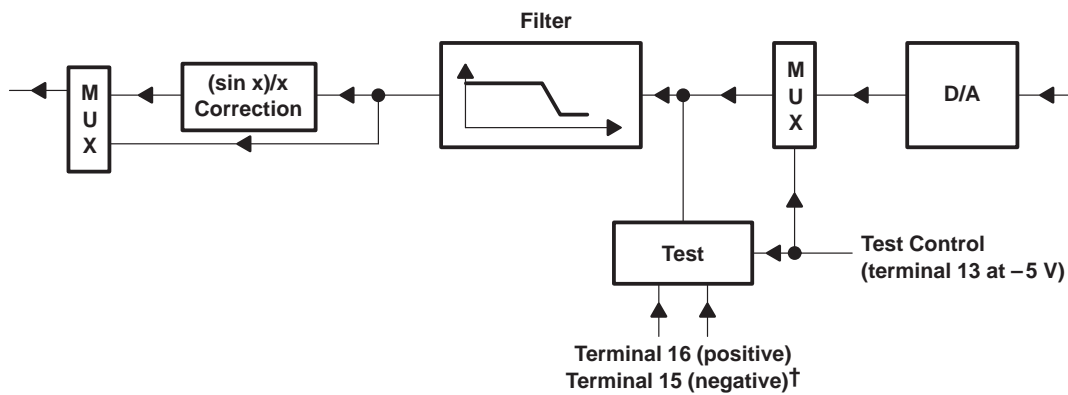 Filter
M
U
X
(sin x)/x
Correction
M
U
X
D/A
Test
Test Control
(terminal 13 at –5 V)
Terminal 16 (positive)
Terminal 15 (negative)†